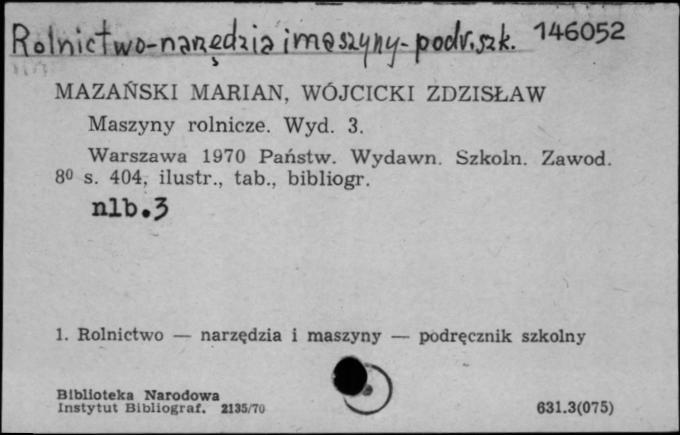 Rolnictwo-narzędzia i maszyny-podr.szk. 146052
MAZAŃSKI MARIAN, WÓJCICKI ZDZISŁAW
Maszyny rolnicze. Wyd. 3.
Warszawa 1970 Państw. Wydawn. Szkoln. Zawod.
8⁰ s. 404, ilustr., tab., bibliogr.
nlb.3
1. Rolnictwo — narzędzia i maszyny — podręcznik szkolny
Biblioteka Narodowa
Instytut Bibliograf. 2135/70
631.3(075)